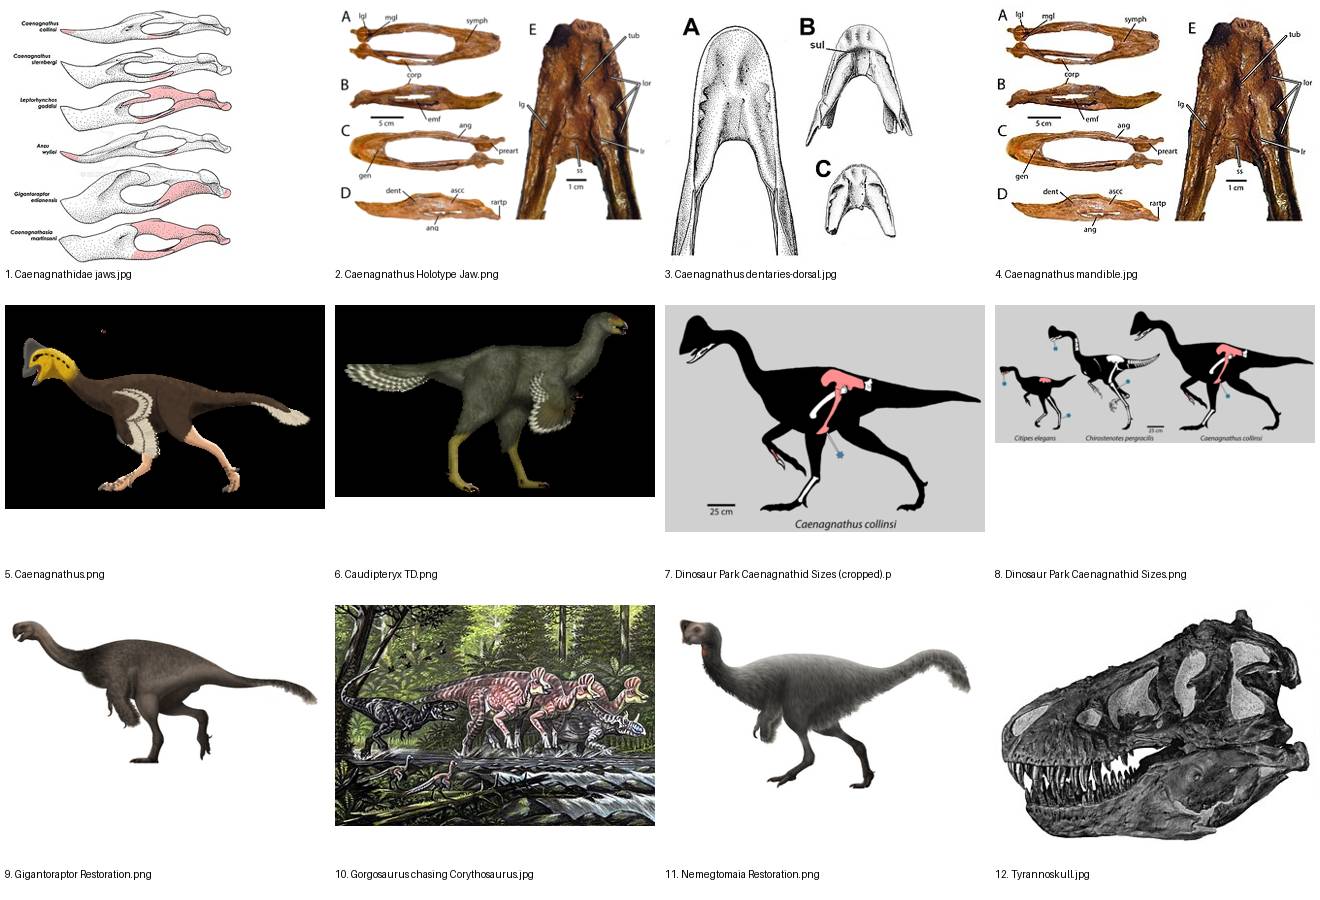 Caenagnathus
collinsi
Caenagnathus
sternbergi
Leptorhynchos
gaddisi
Anzu
wyliei
Gigantoraptor
erlianensis
Caenagnathasia
martinsoni
1. Caenagnathidae jaws.jpg
A
lgl
mgl
symph
corp
B
5 cm
emf
C
ang
preart
gen
D
dent
ascc
rartp
ang
E
tub
lor
lg
lr
ss
1 cm
2. Caenagnathus Holotype Jaw.png
A
B
sul
C
3. Caenagnathus dentaries-dorsal.jpg
A
lgl
mgl
symph
corp
B
5 cm
emf
C
ang
preart
gen
D
dent
ascc
rartp
ang
E
tub
lor
lg
lr
ss
1 cm
4. Caenagnathus mandible.jpg
5. Caenagnathus.png
6. Caudipteryx TD.png
25 cm
Caenagnathus collinsi
7. Dinosaur Park Caenagnathid Sizes (cropped).p
25 cm
Citipes elegans
Chirostenotes pergracilis
Caenagnathus collinsi
8. Dinosaur Park Caenagnathid Sizes.png
9. Gigantoraptor Restoration.png
10. Gorgosaurus chasing Corythosaurus.jpg
11. Nemegtomaia Restoration.png
12. Tyrannoskull.jpg